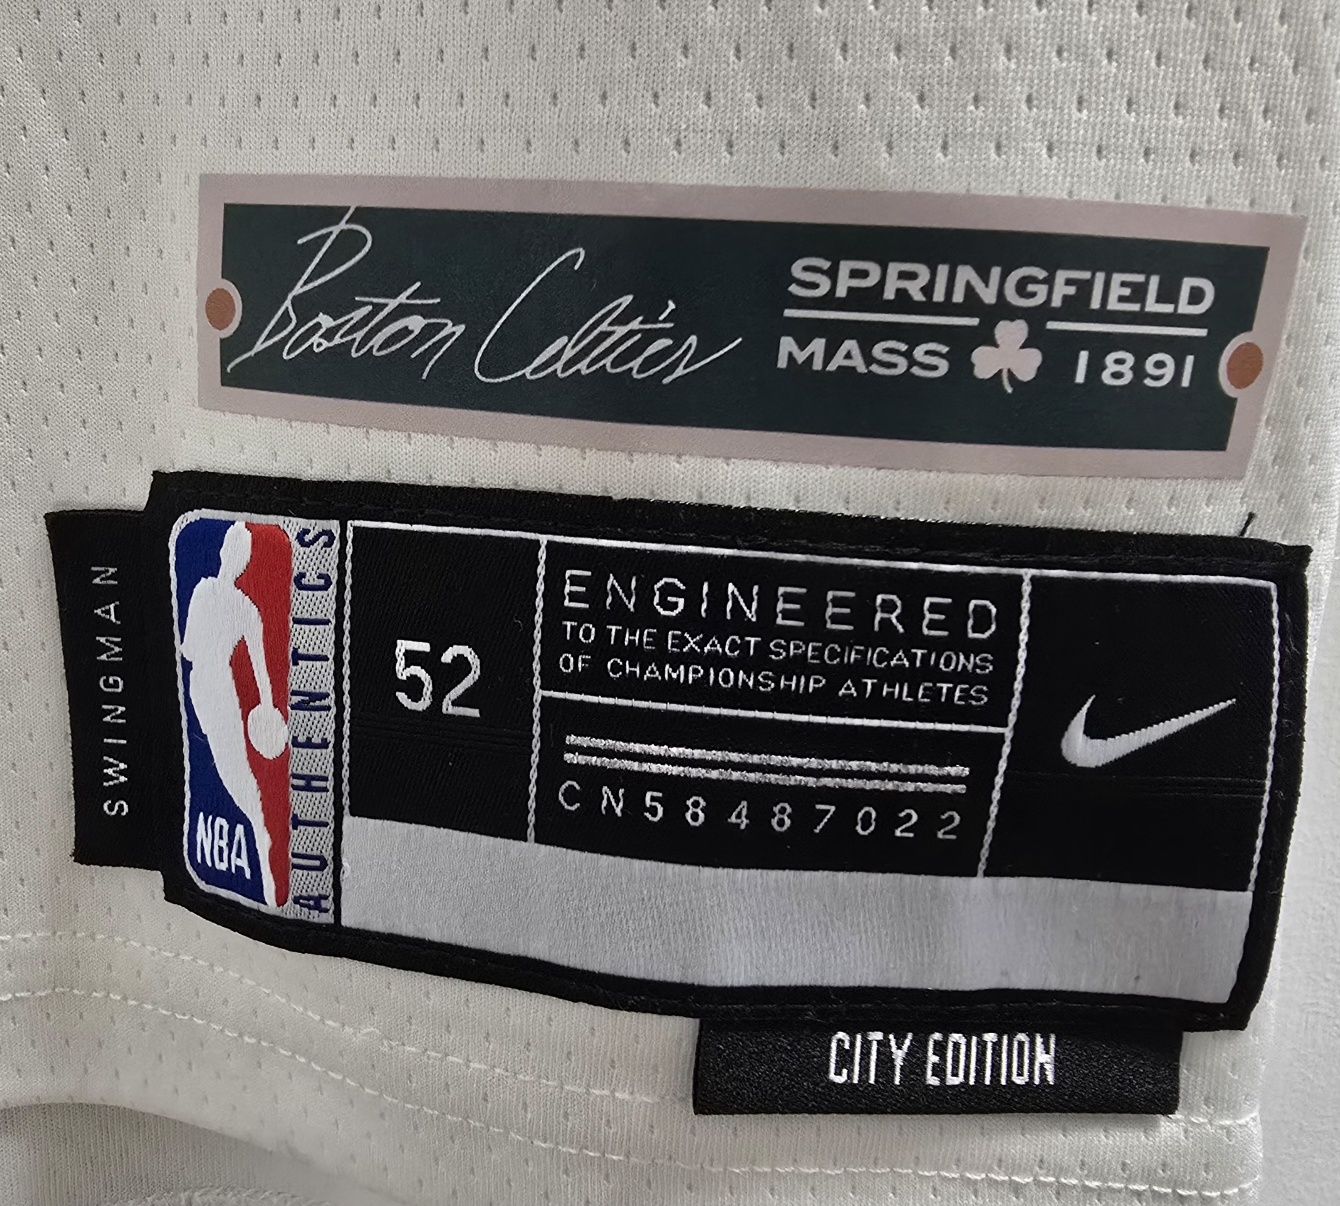 Boston Celtics
SPRINGFIELD
MASS 1891
SWINGMAN
NBA
AUTHENTICS
52
ENGINEERED
TO THE EXACT SPECIFICATIONS
OF CHAMPIONSHIP ATHLETES
CN58487022
CITY EDITION